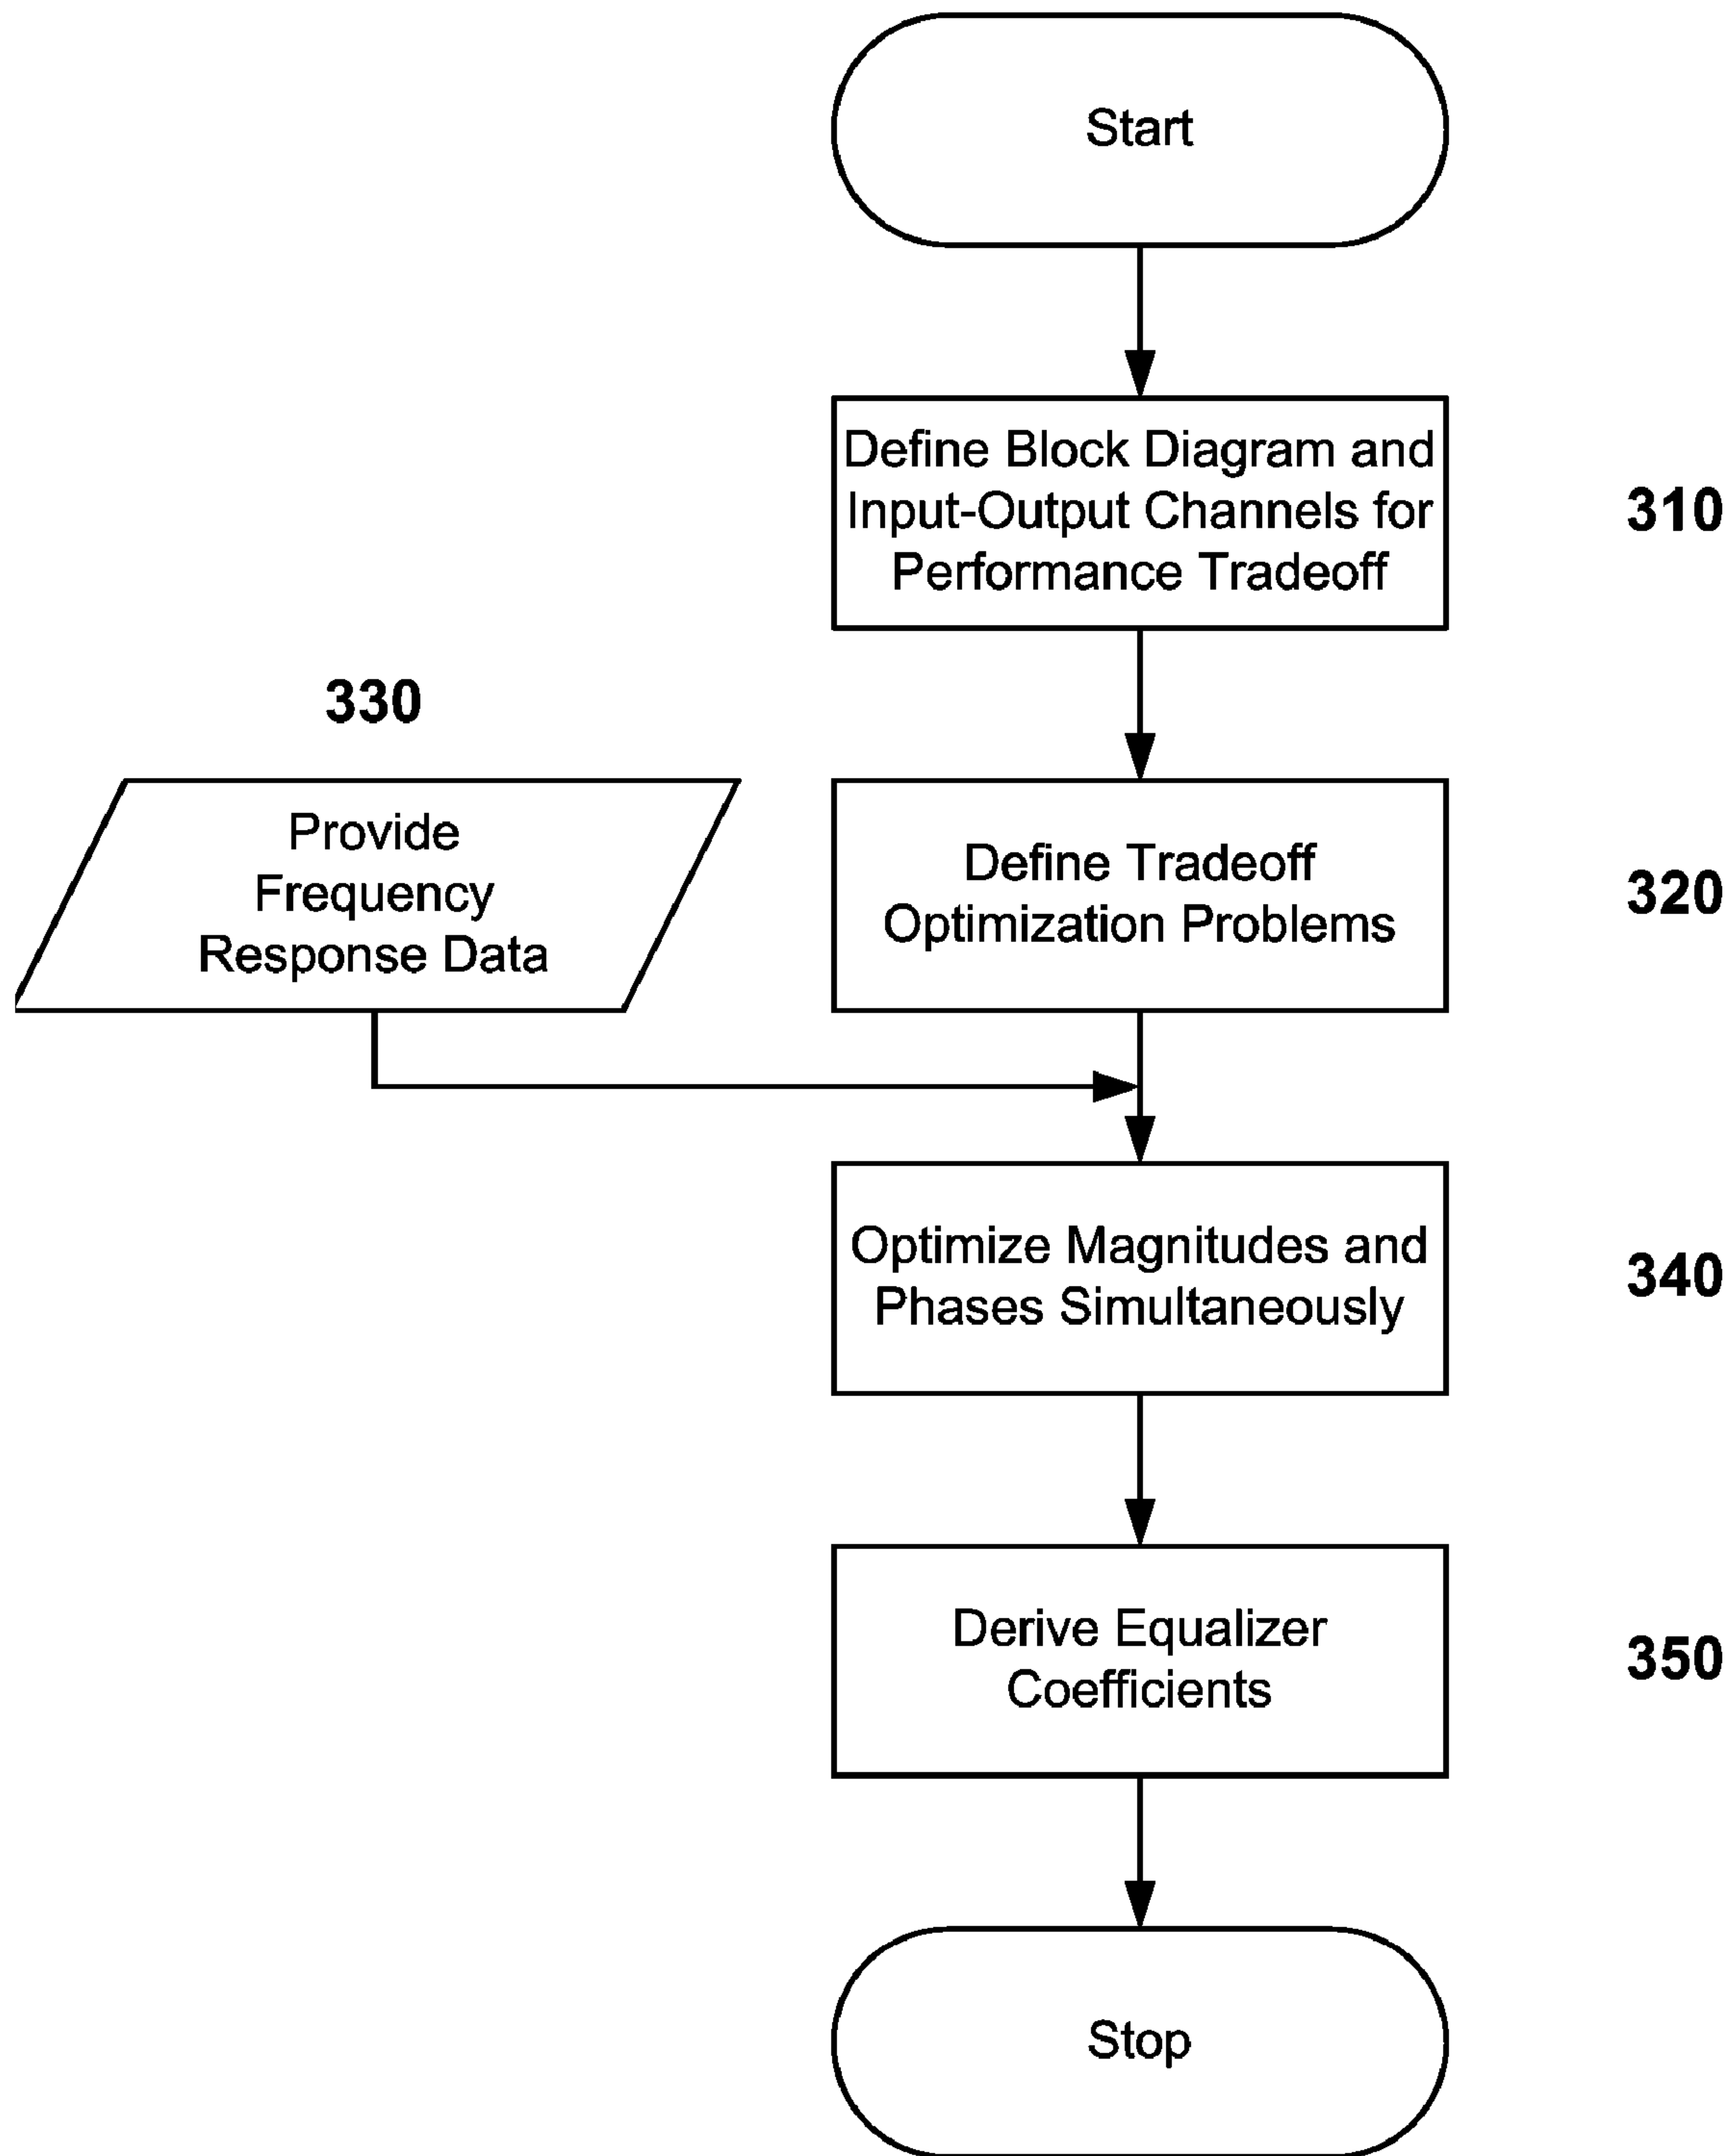 Start
Define Block Diagram and
Input-Output Channels for
Performance Tradeoff
310
330
Provide
Frequency
Response Data
Define Tradeoff
Optimization Problems
320
Optimize Magnitudes and
Phases Simultaneously
340
Derive Equalizer
Coefficients
350
Stop